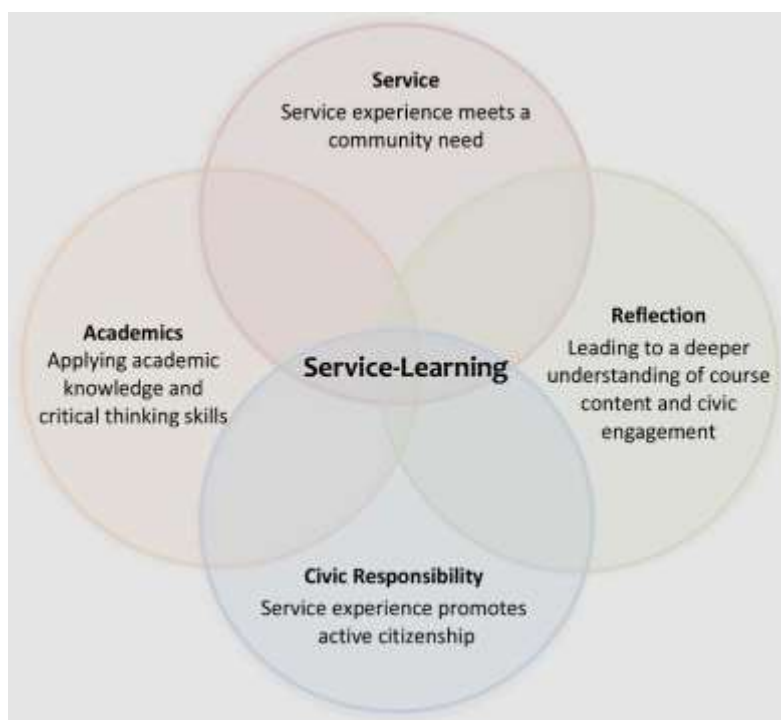 Service
Service experience meets a
community need
Academics
Applying academic
knowledge and
critical thinking skills
Service-Learning
Reflection
Leading to a deeper
understanding of course
content and civic
engagement
Civic Responsibility
Service experience promotes
active citizenship